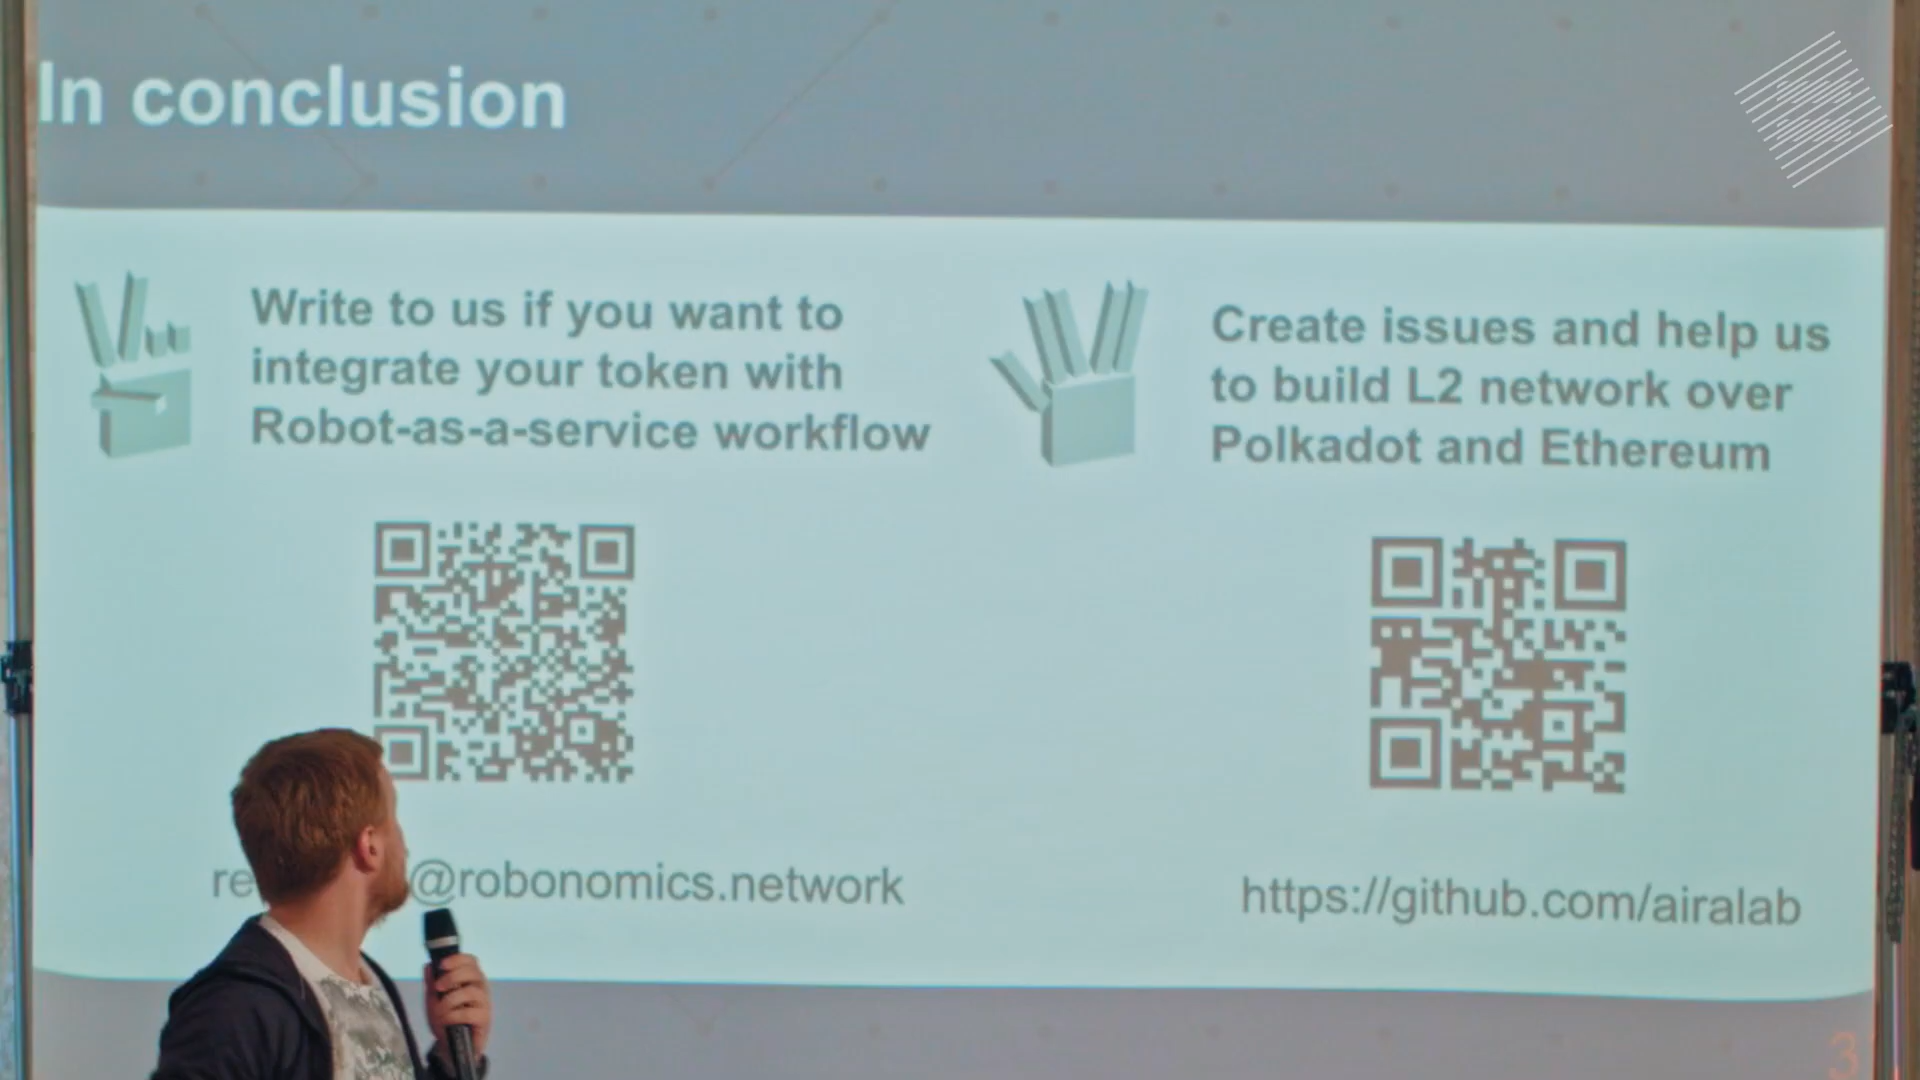 In conclusion
Write to us if you want to
integrate your token with
Robot-as-a-service workflow
Create issues and help us
to build L2 network over
Polkadot and Ethereum
@robonomics.network
https://github.com/airalab
3